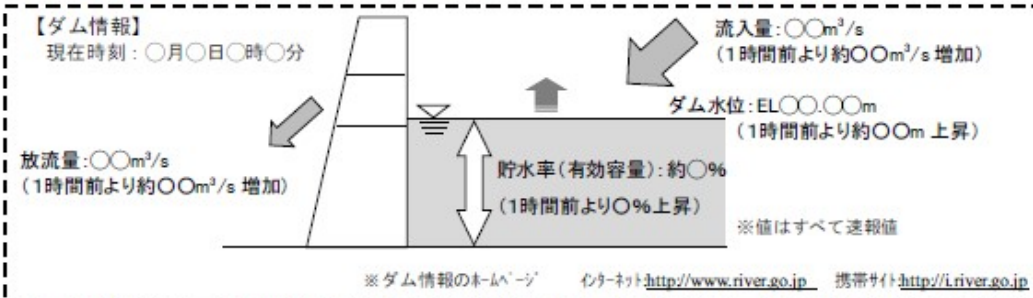 【ダム情報】
現在時刻：○月○日○時○分
流入量：○○m³/s
（1時間前より約○○m³/s 増加）
ダム水位：EL○○.○○m
（1時間前より約○○m 上昇）
放流量：○○m³/s
（1時間前より約○○m³/s 増加）
貯水率（有効容量）：約○%
（1時間前より○%上昇）
※値はすべて速報値
※ダム情報のﾎｰﾑﾍﾟｰｼﾞ ｲﾝﾀｰﾈｯﾄ:http://www.river.go.jp 携帯ｻｲﾄ:http://i.river.go.jp